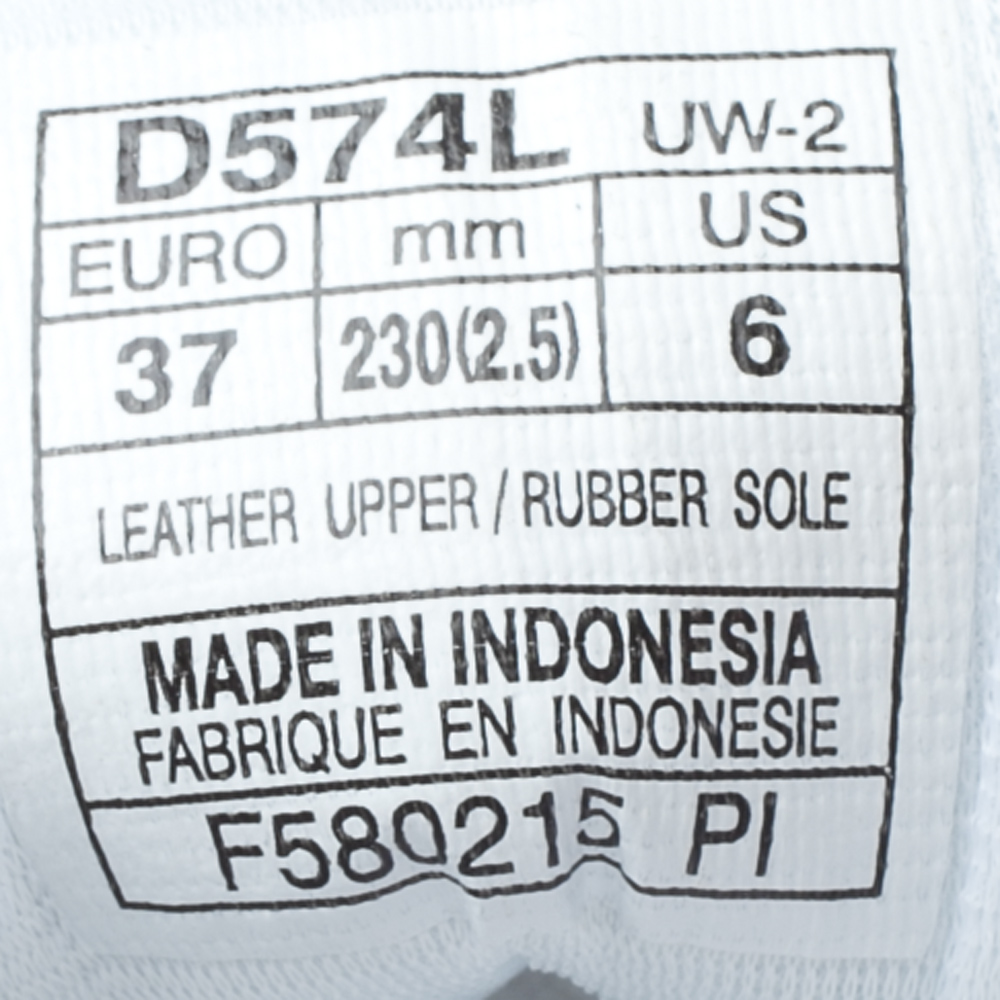 D574L UW-2
EURO mm US
37 230(2.5) 6
LEATHER UPPER / RUBBER SOLE
MADE IN INDONESIA
FABRIQUE EN INDONESIE
F580215 PI